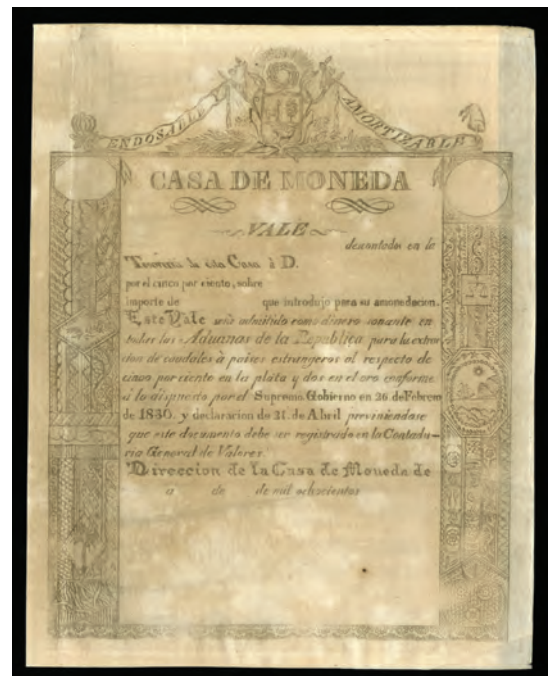 ENDOSABLE AMORTIZABLE
CASA DE MONEDA
VALE
descontados en la
Tesoreria de esta Casa à D.
por el cinco por ciento, sobre
importe de que introdujo para su amonedacion.
Este Vale será admitido como dinero sonante en
todas las Aduanas de la Republica para la extrac
cion de caudales à paises estrangeros al respecto de
cinco por ciento en la plata y dos en el oro conforme
á lo dispuesto por el Supremo Gobierno en 26 de Febrero
de 1830. y declaracion de 21. de Abril previniendose
que este documento debe ser registrado en la Contadu-
ria General de Valores.
Direccion de la Casa de Moneda de
a de de mil ochocientos